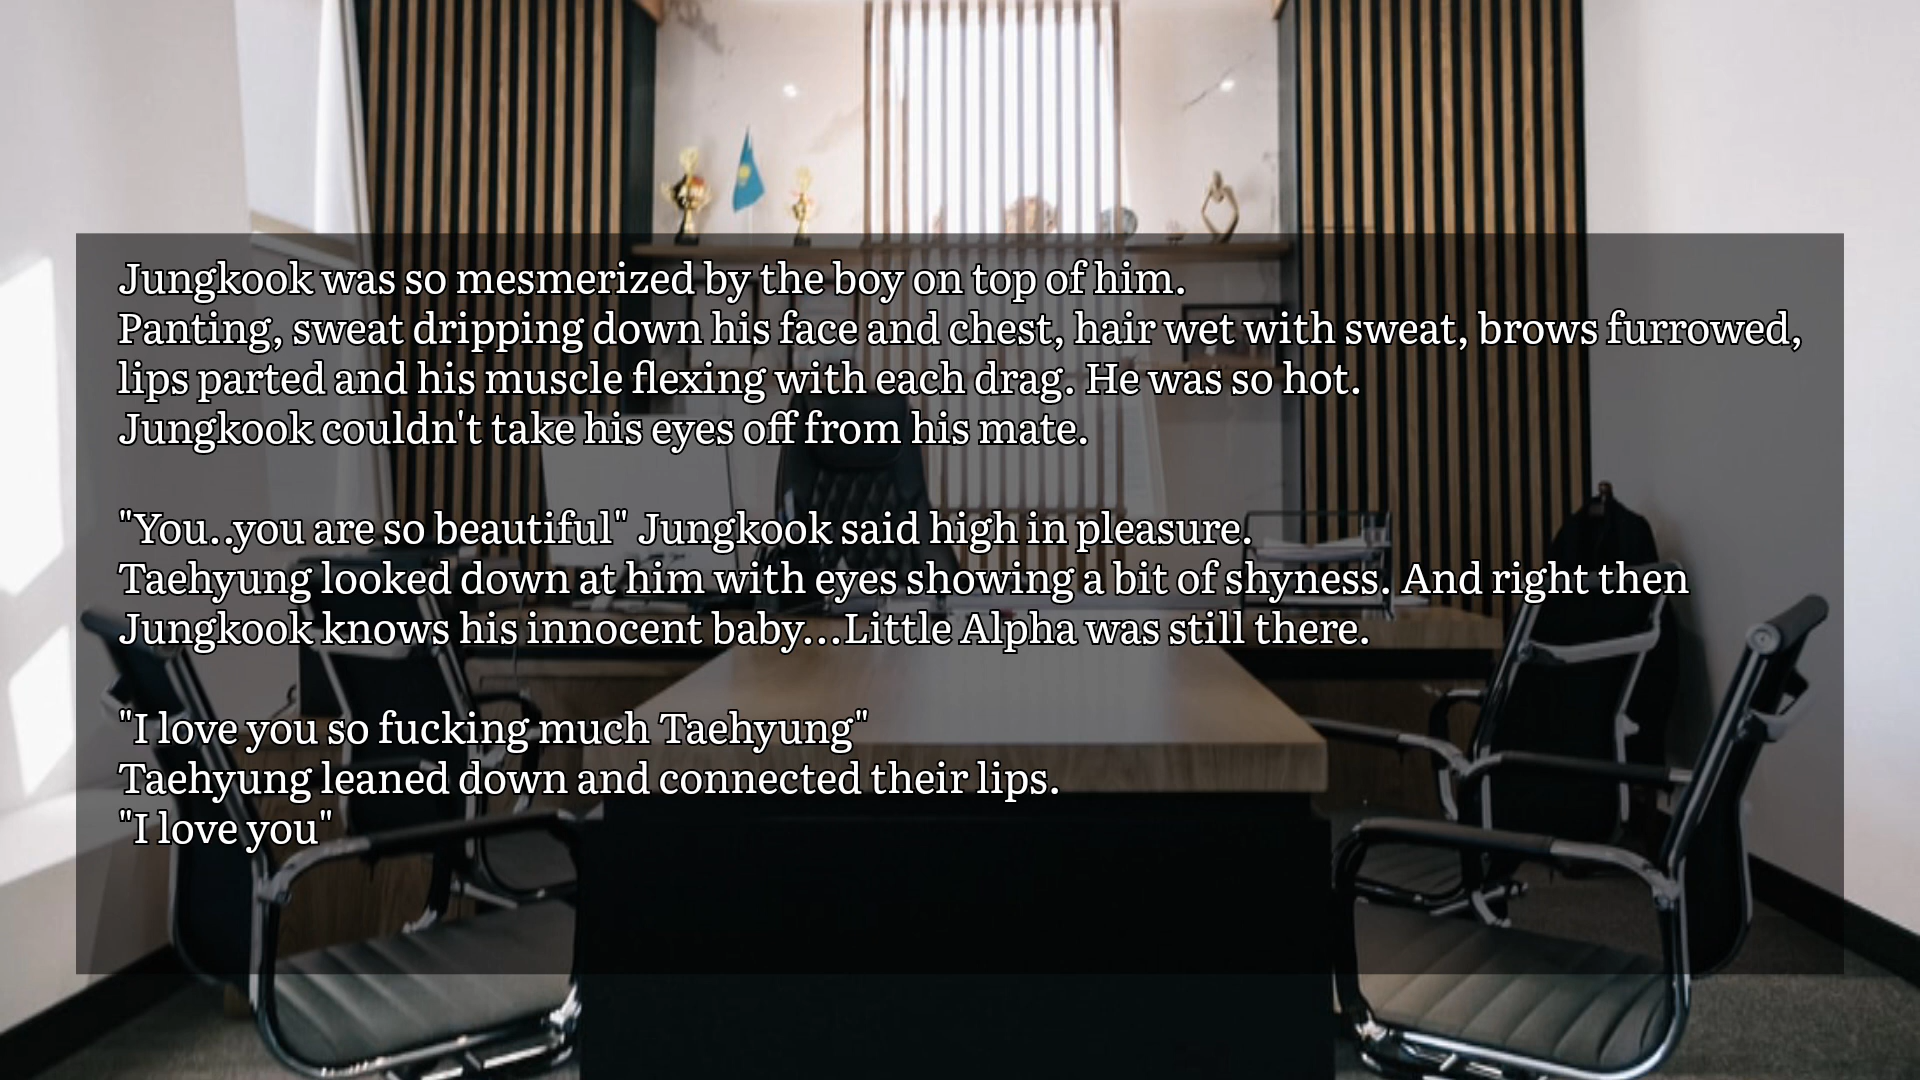 Jungkook was so mesmerized by the boy on top of him.
Panting, sweat dripping down his face and chest, hair wet with sweat, brows furrowed,
lips parted and his muscle flexing with each drag. He was so hot.
Jungkook couldn't take his eyes off from his mate.
"You..you are so beautiful" Jungkook said high in pleasure.
Taehyung looked down at him with eyes showing a bit of shyness. And right then
Jungkook knows his innocent baby...Little Alpha was still there.
"I love you so fucking much Taehyung"
Taehyung leaned down and connected their lips.
"I love you"